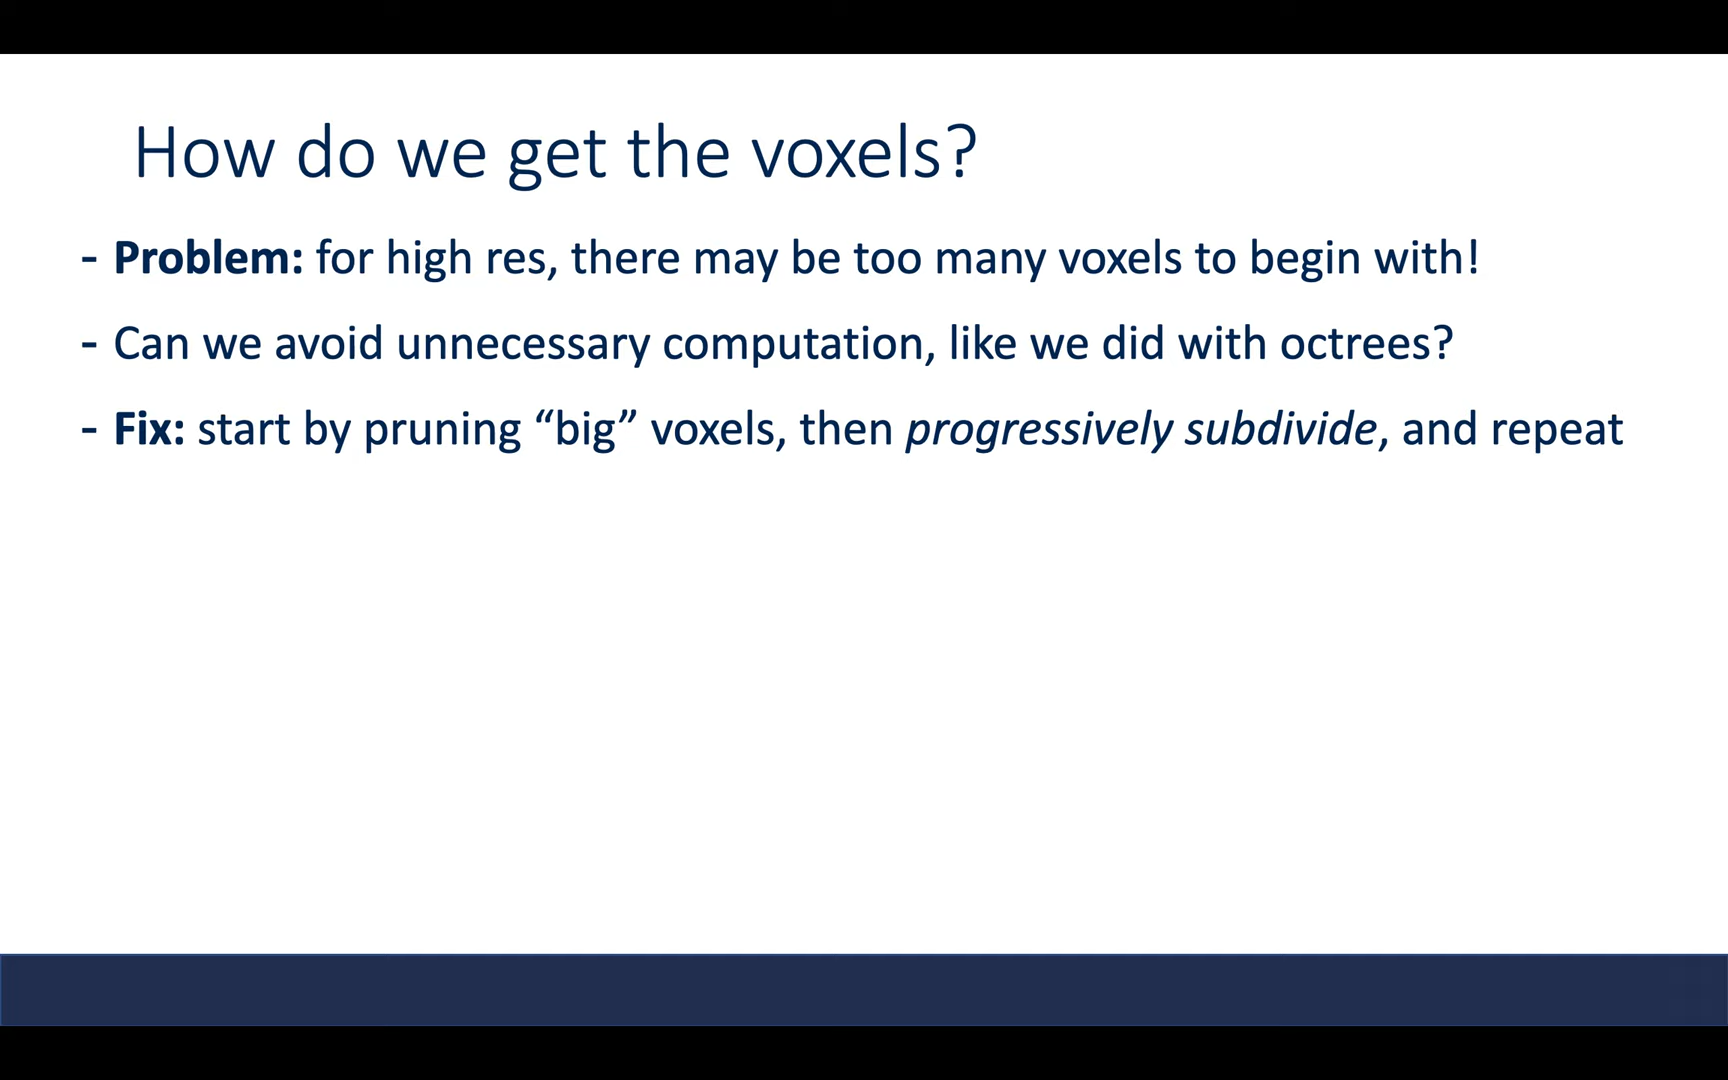 How do we get the voxels?
- Problem: for high res, there may be too many voxels to begin with!
- Can we avoid unnecessary computation, like we did with octrees?
- Fix: start by pruning “big” voxels, then progressively subdivide, and repeat